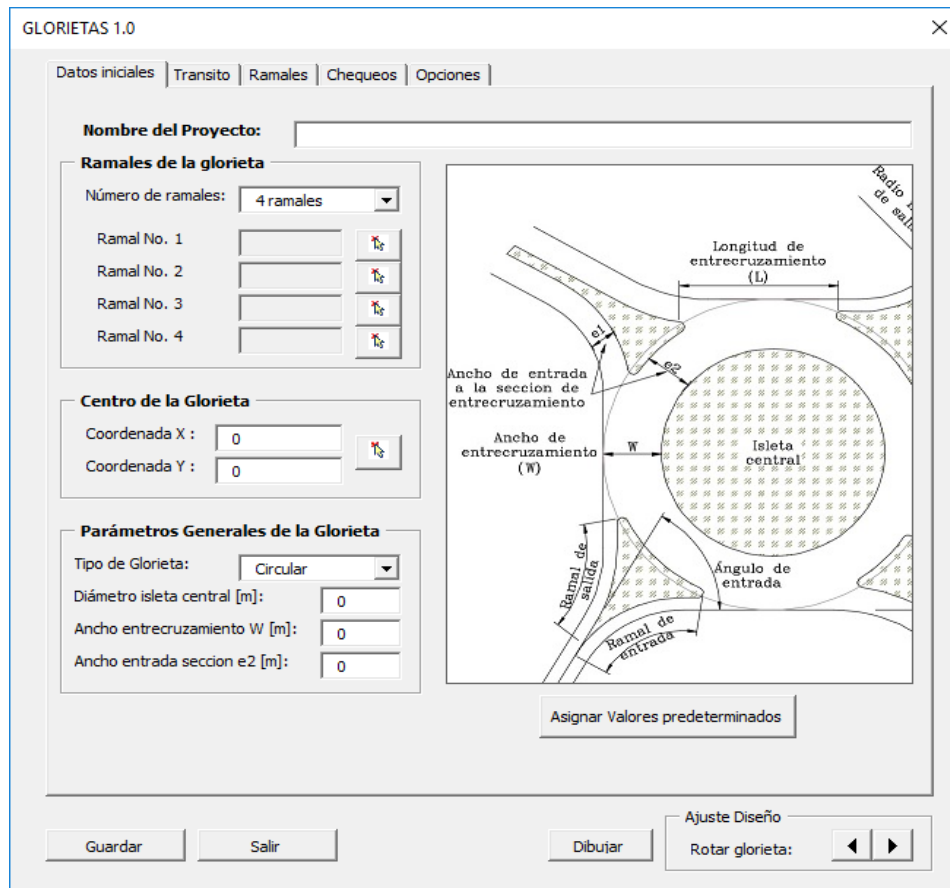 GLORIETAS 1.0
Datos iniciales
Transito
Ramales
Chequeos
Opciones
Nombre del Proyecto:
Ramales de la glorieta
Número de ramales:
4 ramales
Ramal No. 1
Ramal No. 2
Ramal No. 3
Ramal No. 4
Centro de la Glorieta
Coordenada X :
0
Coordenada Y :
0
Parámetros Generales de la Glorieta
Tipo de Glorieta:
Circular
Diámetro isleta central [m]:
0
Ancho entrecruzamiento W [m]:
0
Ancho entrada seccion e2 [m]:
0
Radio
de sali
Longitud de
entrecruzamiento
(L)
e1
e2
Ancho de entrada
a la seccion de
entrecruzamiento
Ancho de
entrecruzamiento
(W)
W
Isleta
central
Ramal de
salida
Ángulo de
entrada
Ramal de
entrada
Asignar Valores predeterminados
Guardar
Salir
Dibujar
Ajuste Diseño
Rotar glorieta: